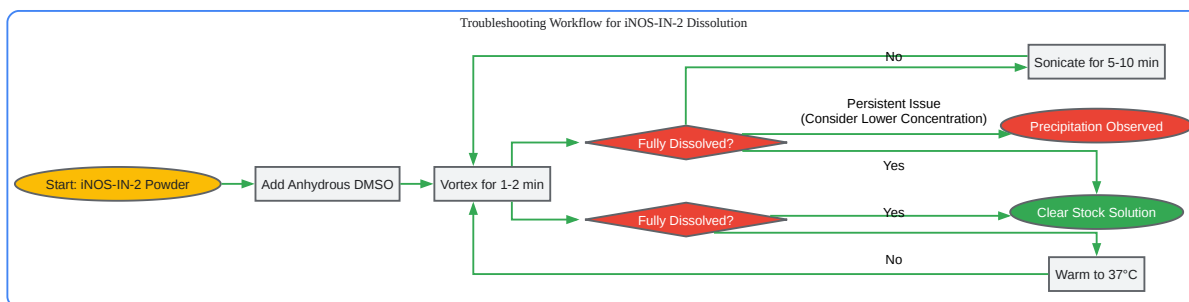 Troubleshooting Workflow for iNOS-IN-2 Dissolution
No
Sonicate for 5-10 min
Persistent Issue
(Consider Lower Concentration)
Precipitation Observed
Fully Dissolved?
Yes
Start: iNOS-IN-2 Powder
Add Anhydrous DMSO
Vortex for 1-2 min
Fully Dissolved?
Yes
Clear Stock Solution
No
Warm to 37°C